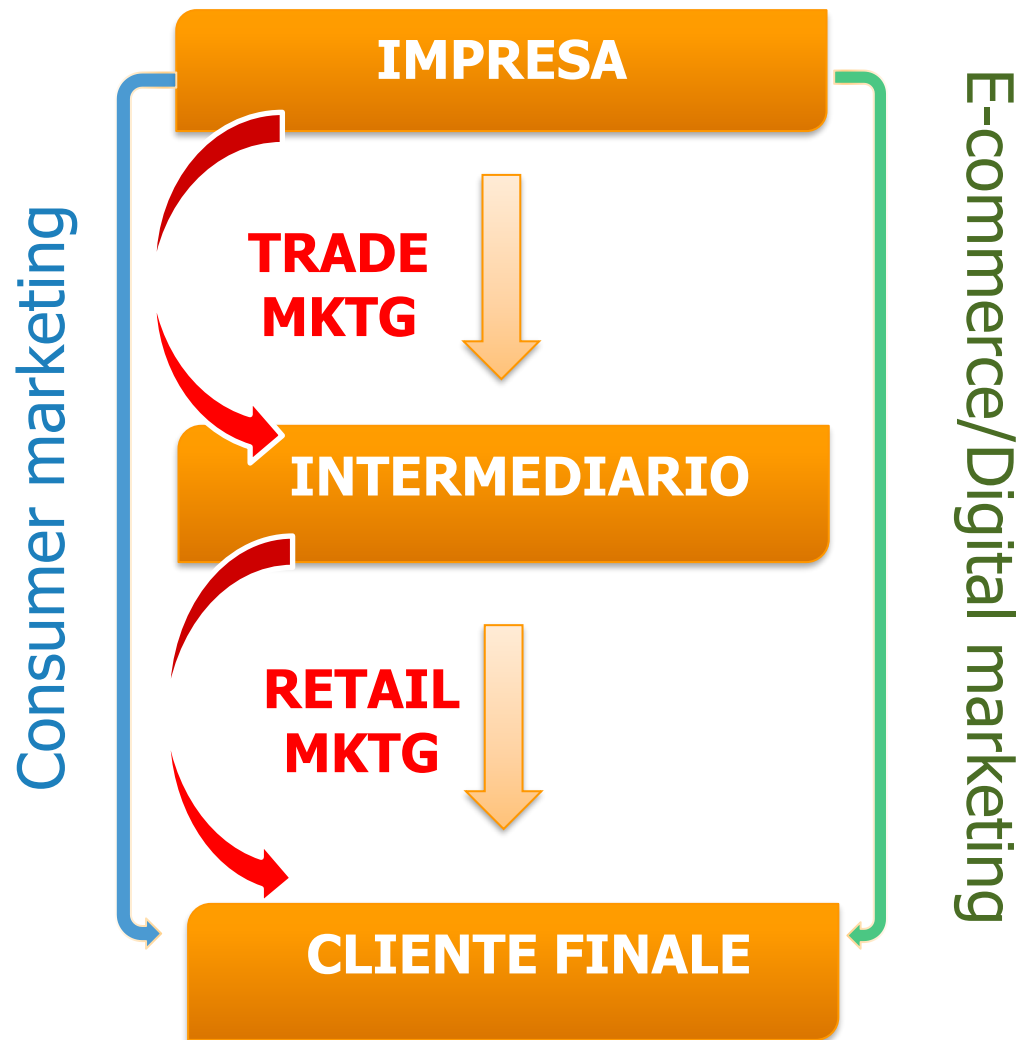 IMPRESA
Consumer marketing
E-commerce/Digital marketing
TRADE
MKTG
INTERMEDIARIO
RETAIL
MKTG
CLIENTE FINALE